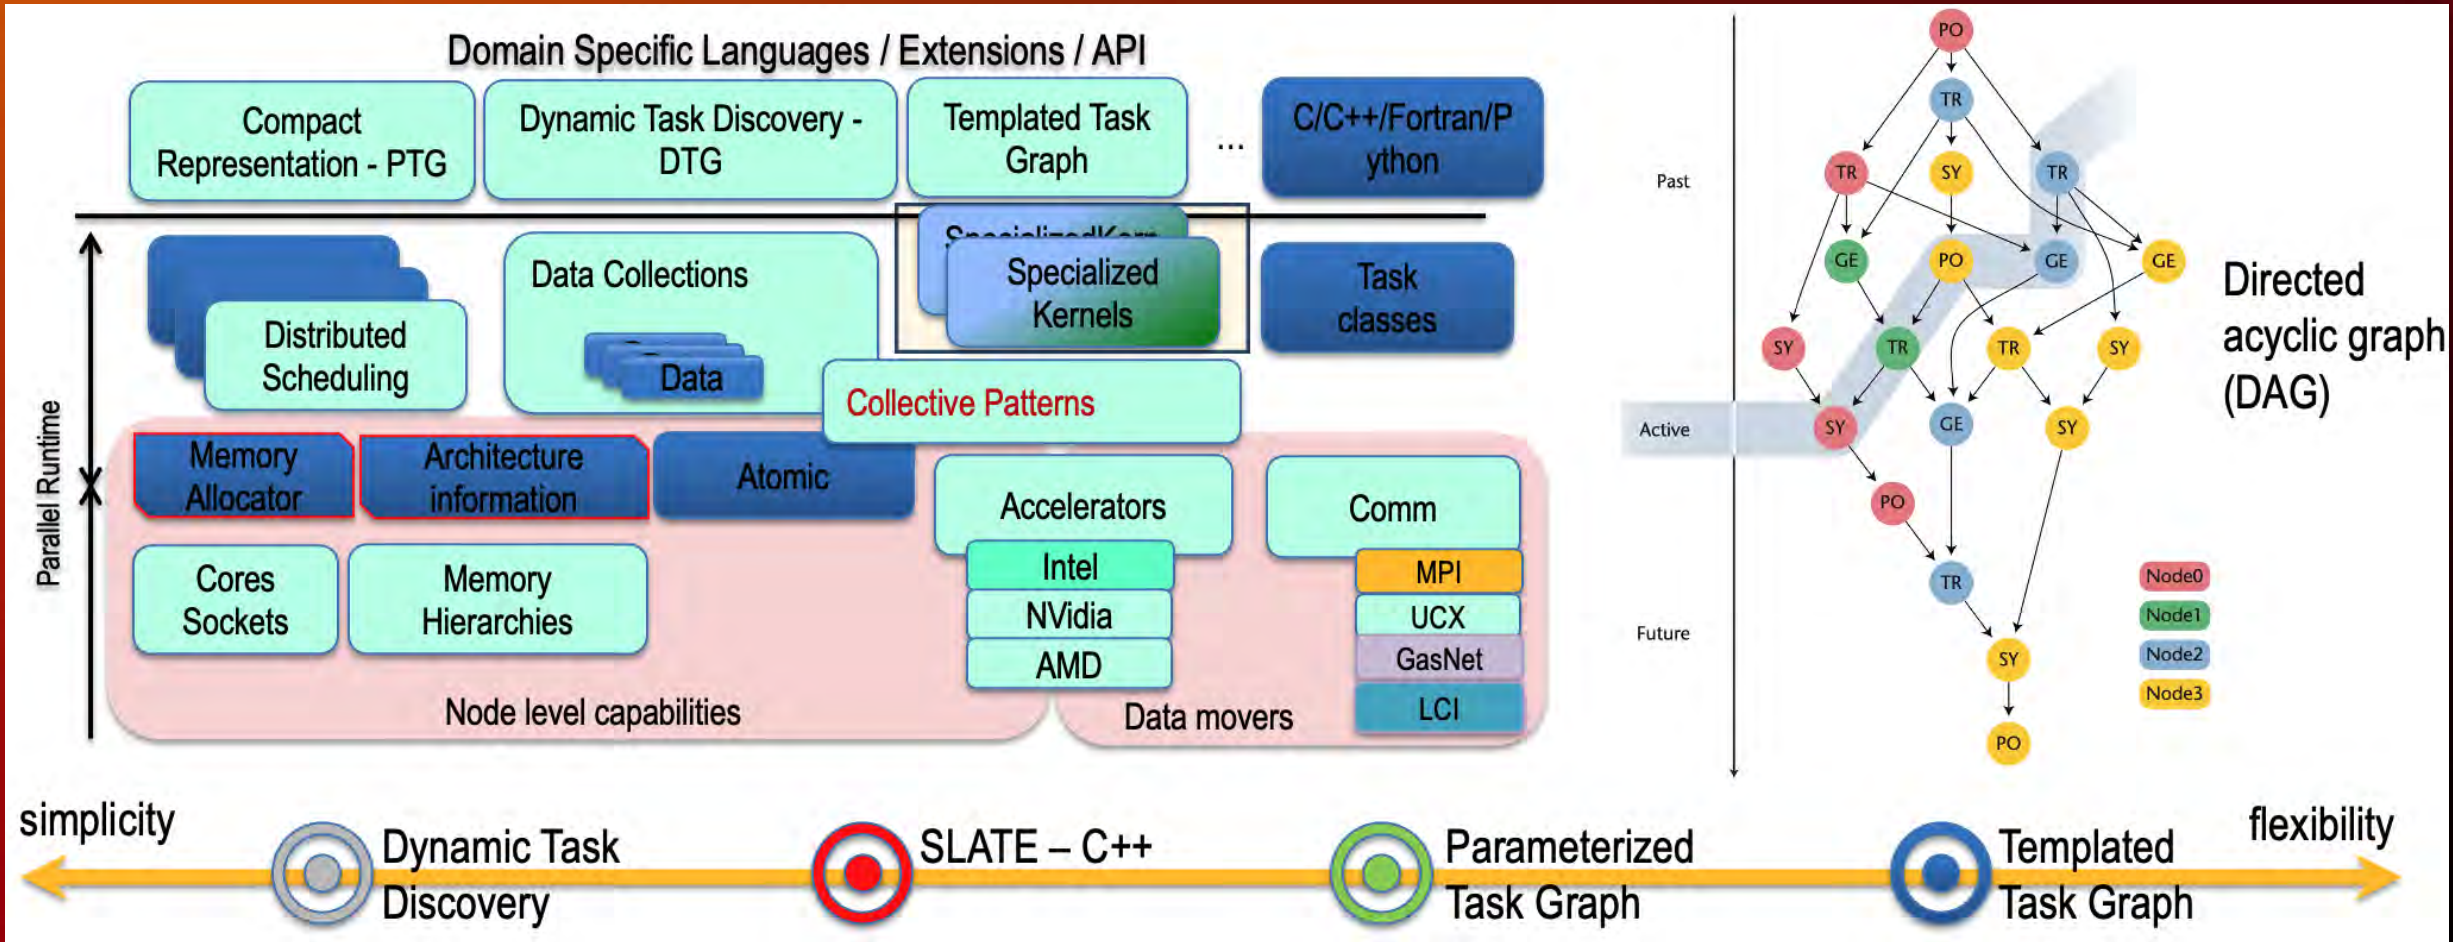 Domain Specific Languages / Extensions / API
Compact
Representation - PTG
Dynamic Task Discovery -
DTG
Templated Task
Graph
...
C/C++/Fortran/P
ython
Parallel Runtime
Distributed
Scheduling
Data Collections
Data
Specialized
Kernels
Task
classes
Collective Patterns
Memory
Allocator
Architecture
information
Atomic
Accelerators
Intel
NVidia
AMD
Comm
MPI
UCX
GasNet
LCI
Cores
Sockets
Memory
Hierarchies
Node level capabilities
Data movers
Past
Active
Future
PO
TR
TR
SY
TR
GE
PO
GE
GE
SY
TR
TR
SY
SY
GE
SY
PO
TR
SY
PO
Node0
Node1
Node2
Node3
Directed
acyclic graph
(DAG)
simplicity
Dynamic Task
Discovery
SLATE – C++
Parameterized
Task Graph
Templated
Task Graph
flexibility